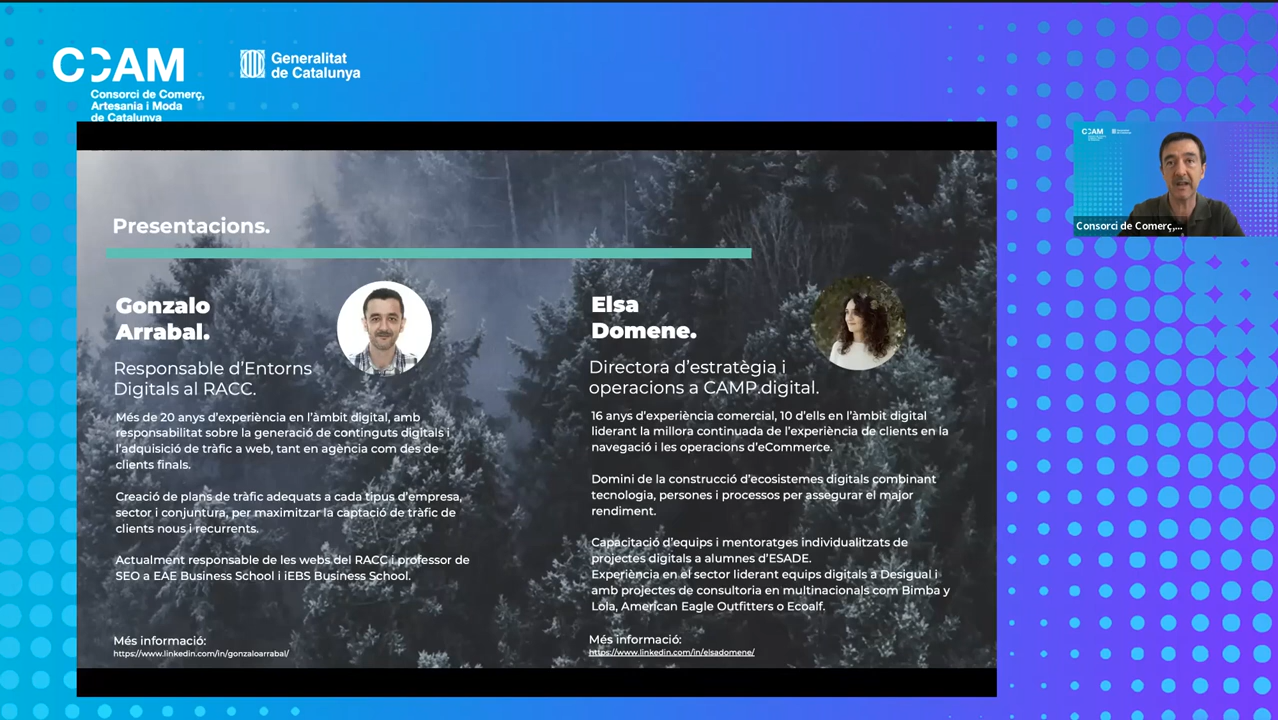 CCAM
Consorci de Comerç,
Artesania i Moda
de Catalunya
Generalitat
de Catalunya
Presentacions.
Gonzalo
Arrabal.
Responsable d'Entorns
Digitals al RACC.
Més de 20 anys d'experiència en l'àmbit digital, amb
responsabilitat sobre la generació de continguts digitals i
l'adquisició de tràfic a web, tant en agència com des de
clients finals.
Creació de plans de tràfic adequats a cada tipus d'empresa,
sector i conjuntura, per maximitzar la captació de tràfic de
clients nous i recurrents.
Actualment responsable de les webs del RACC i professor de
SEO a EAE Business School i iEBS Business School.
Més informació:
https://www.linkedin.com/in/gonzaloarrabal/
Elsa
Domene.
Directora d'estratègia i
operacions a CAMP.digital.
16 anys d'experiència comercial, 10 d'ells en l'àmbit digital
liderant la millora continuada de l'experiència de clients en la
navegació i les operacions d'eCommerce.
Domini de la construcció d'ecosistemes digitals combinant
tecnologia, persones i processos per assegurar el major
rendiment.
Capacitació d'equips i mentoratges individualitzats de
projectes digitals a alumnes d'ESADE.
Experiència en el sector liderant equips digitals a Desigual i
amb projectes de consultoria en multinacionals com Bimba y
Lola, American Eagle Outfitters o Ecoalf.
Més informació:
https://www.linkedin.com/in/elsadomene/
CCAM
Consorci de Comerç,...